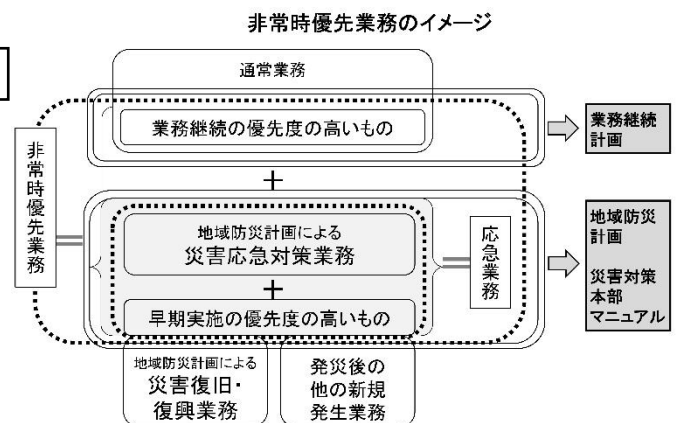 非常時優先業務のイメージ
通常業務
業務継続の優先度の高いもの
業務継続
計画
非常時優先業務
＋
地域防災計画による
災害応急対策業務
＋
早期実施の優先度の高いもの
応急業務
地域防災
計画
災害対策
本部
マニュアル
地域防災計画による
災害復旧・
復興業務
発災後の
他の新規
発生業務